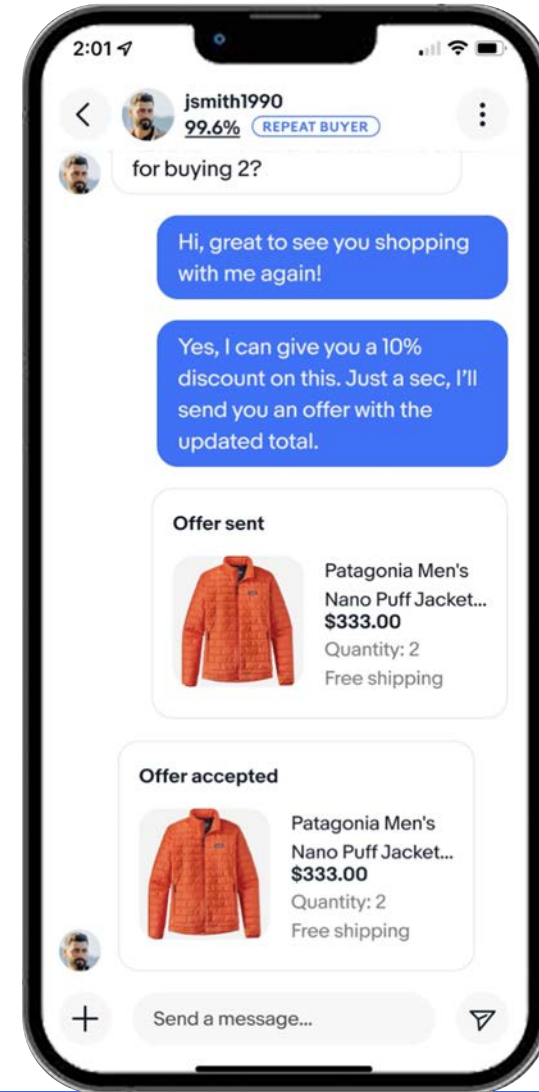 2:01
jsmith1990
99.6% REPEAT BUYER
for buying 2?
Hi, great to see you shopping
with me again!
Yes, I can give you a 10%
discount on this. Just a sec, I'll
send you an offer with the
updated total.
Offer sent
Patagonia Men's
Nano Puff Jacket...
$333.00
Quantity: 2
Free shipping
Offer accepted
Patagonia Men's
Nano Puff Jacket...
$333.00
Quantity: 2
Free shipping
Send a message...